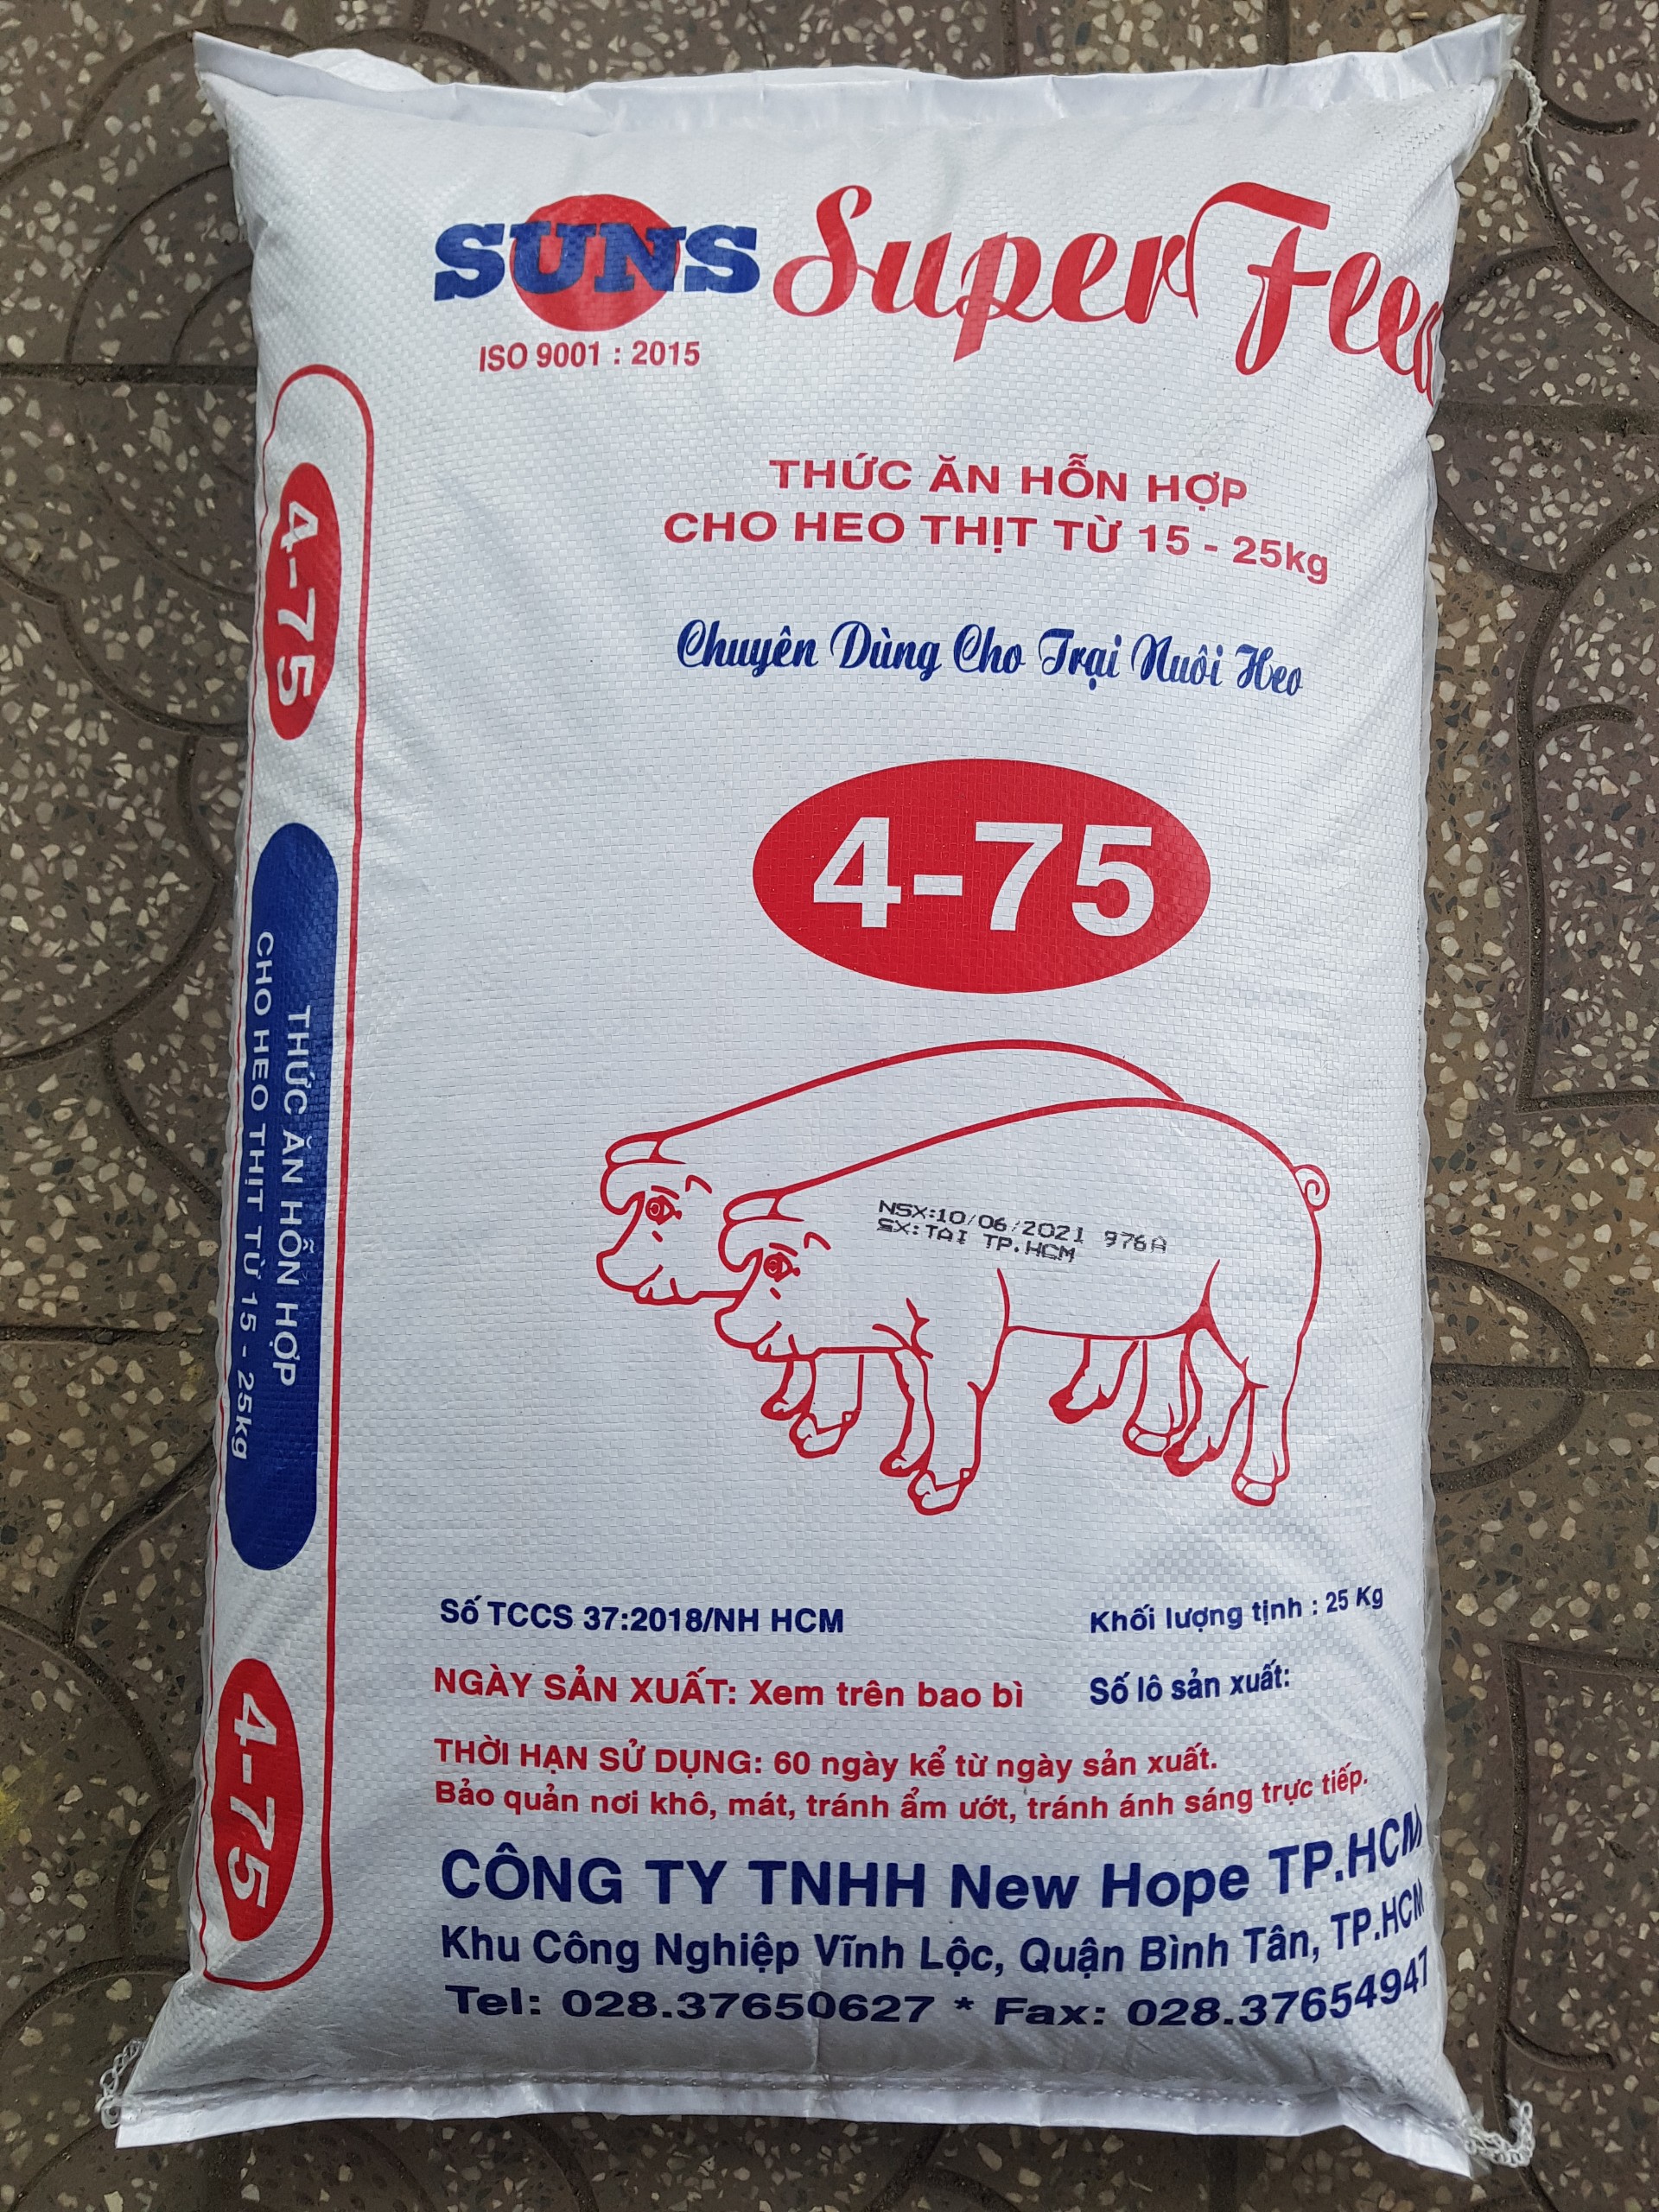 SUNS Super Feed
ISO 9001 : 2015
THỨC ĂN HỖN HỢP
CHO HEO THỊT TỪ 15 - 25kg
Chuyên Dùng Cho Trại Nuôi Heo
4-75
NSX:10/06/2021 976A
SX:TAI TP.HCM
Số TCCS 37:2018/NH HCM
Khối lượng tịnh : 25 Kg
NGÀY SẢN XUẤT: Xem trên bao bì
Số lô sản xuất:
THỜI HẠN SỬ DỤNG: 60 ngày kể từ ngày sản xuất.
Bảo quản nơi khô, mát, tránh ẩm ướt, tránh ánh sáng trực tiếp.
CÔNG TY TNHH New Hope TP.HCM
Khu Công Nghiệp Vĩnh Lộc, Quận Bình Tân, TP.HCM
Tel: 028.37650627 * Fax: 028.37654947
4-75
THỨC ĂN HỖN HỢP
CHO HEO THỊT TỪ 15 - 25kg
4-75